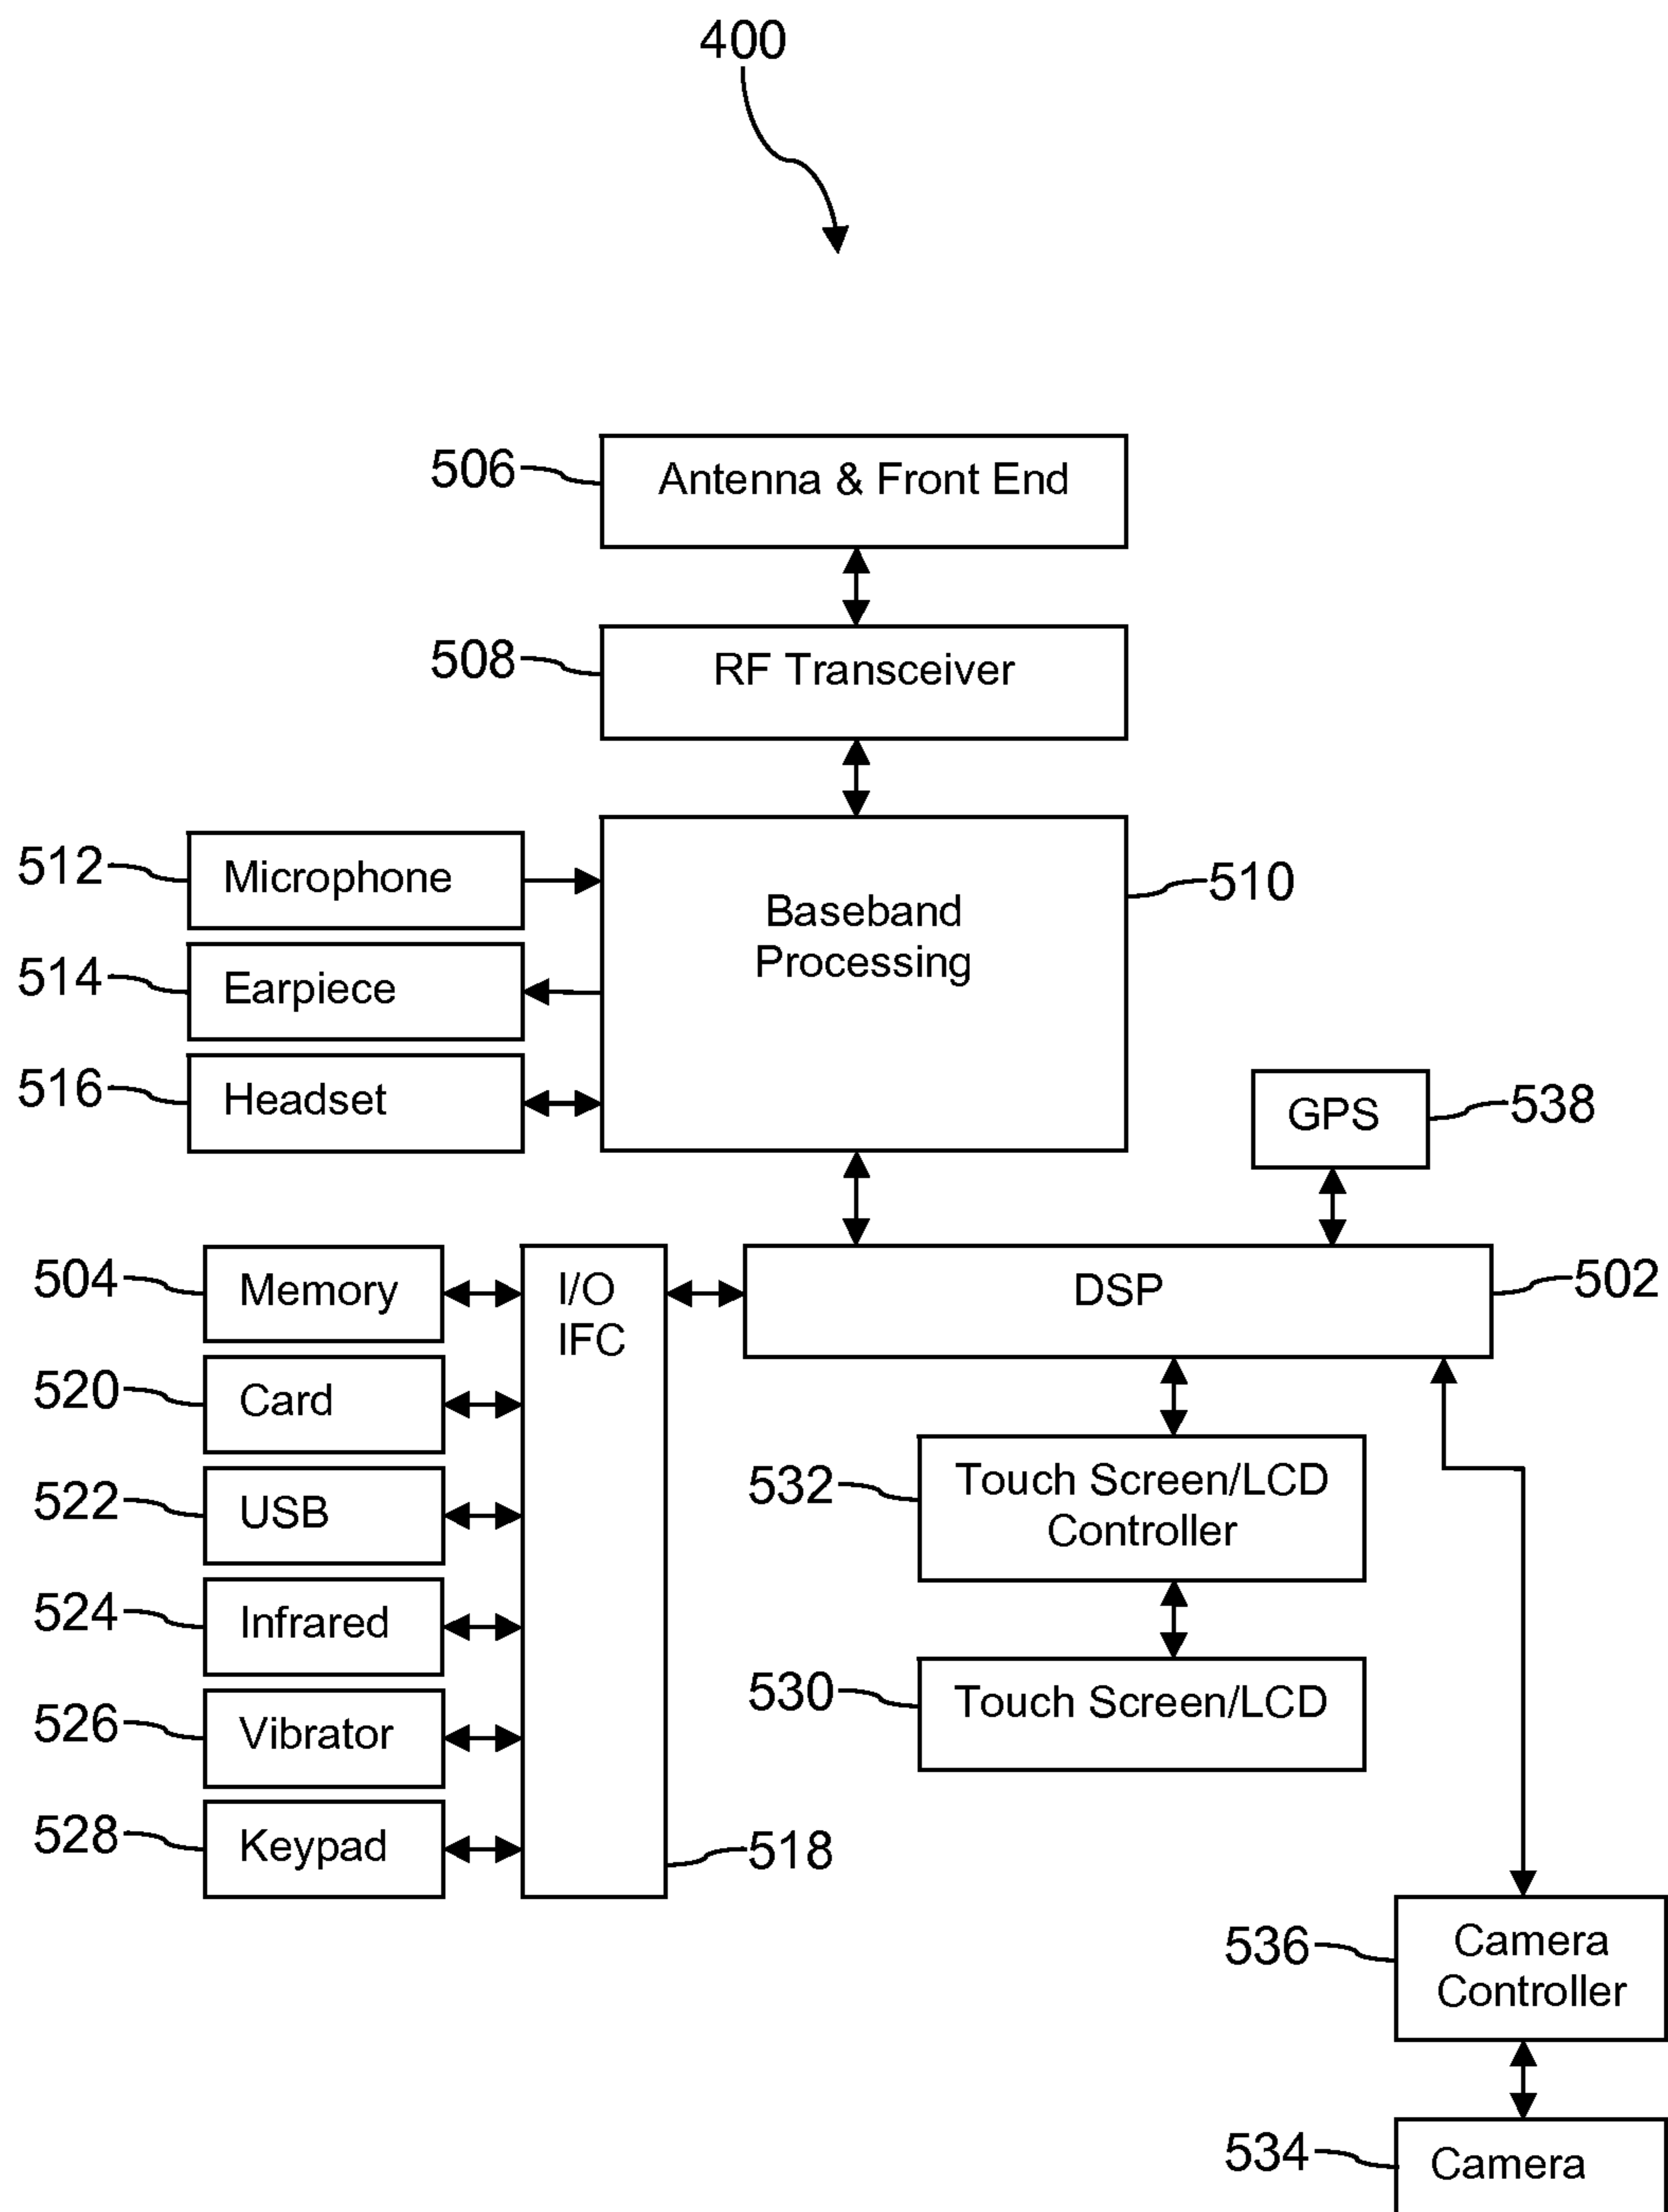 400
506
Antenna & Front End
508
RF Transceiver
512
Microphone
Baseband
Processing
510
514
Earpiece
516
Headset
GPS
538
504
Memory
I/O
IFC
DSP
502
520
Card
522
USB
532
Touch Screen/LCD
Controller
524
Infrared
526
Vibrator
530
Touch Screen/LCD
528
Keypad
518
536
Camera
Controller
534
Camera